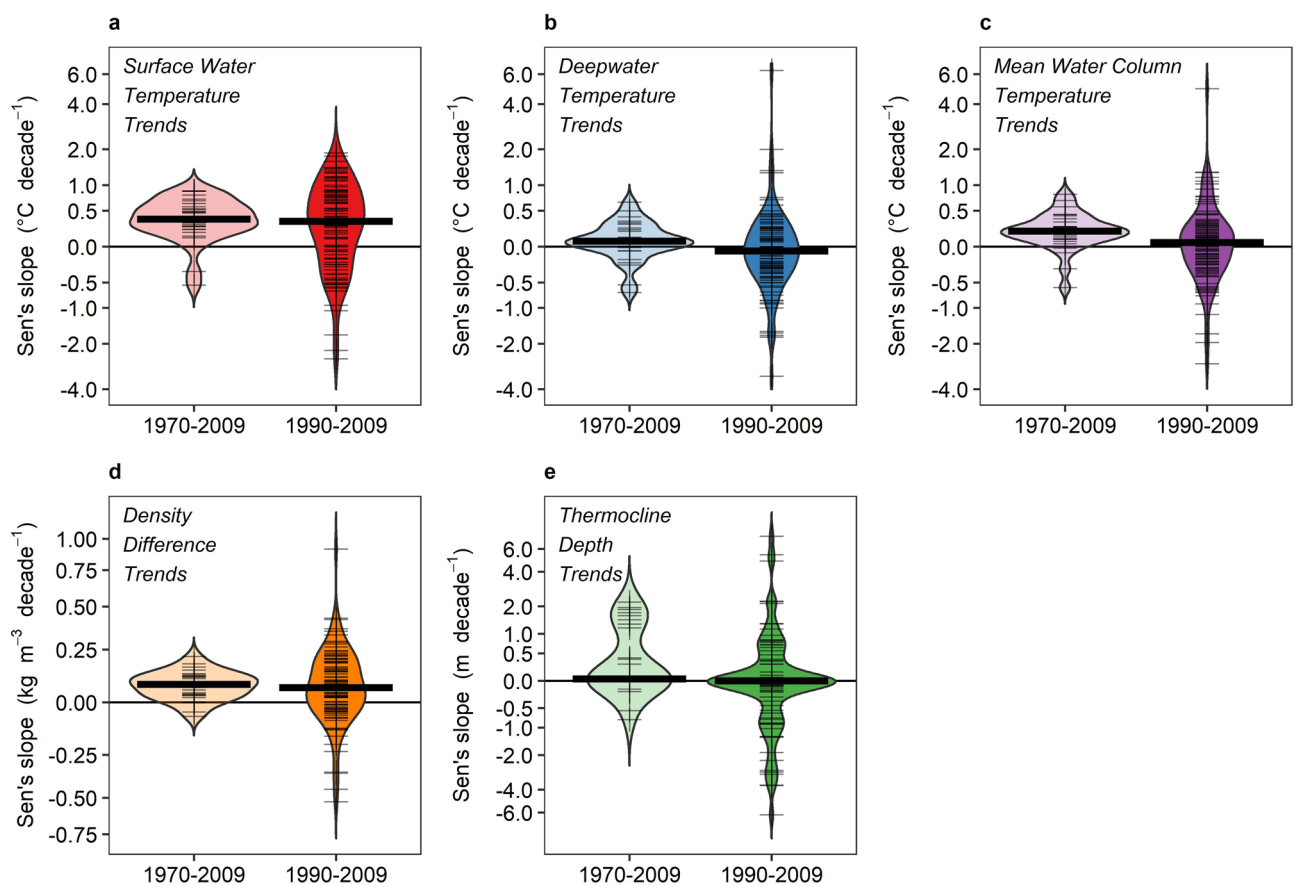 a
Surface Water
Temperature
Trends
Sen's slope (°C decade⁻¹)
6.0
4.0
2.0
1.0
0.5
0.0
-0.5
-1.0
-2.0
-4.0
1970-2009 1990-2009
b
Deepwater
Temperature
Trends
Sen's slope (°C decade⁻¹)
6.0
4.0
2.0
1.0
0.5
0.0
-0.5
-1.0
-2.0
-4.0
1970-2009 1990-2009
c
Mean Water Column
Temperature
Trends
Sen's slope (°C decade⁻¹)
6.0
4.0
2.0
1.0
0.5
0.0
-0.5
-1.0
-2.0
-4.0
1970-2009 1990-2009
d
Density
Difference
Trends
Sen's slope (kg m⁻³ decade⁻¹)
1.00
0.75
0.50
0.25
0.00
-0.25
-0.50
-0.75
1970-2009 1990-2009
e
Thermocline
Depth
Trends
Sen's slope (m decade⁻¹)
6.0
4.0
2.0
1.0
0.5
0.0
-0.5
-1.0
-2.0
-4.0
-6.0
1970-2009 1990-2009